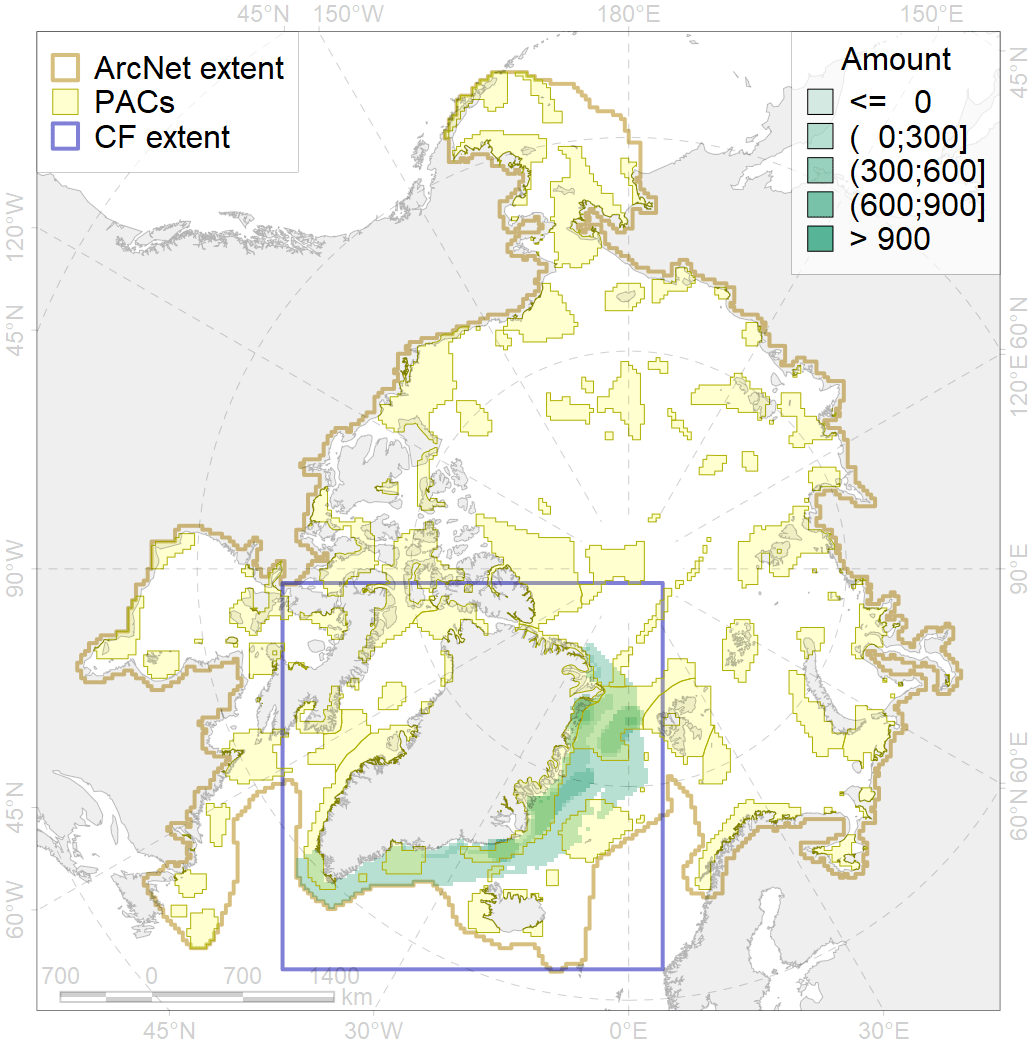 45°N 150°W 180°E 150°E
ArcNet extent
PACs
CF extent
Amount
<= 0
( 0;300]
(300;600]
(600;900]
> 900
45°N
120°W
45°N
60°N
120°E
90°W
90°E
45°N
60°E
60°N
60°W
700 0 700 1400
km
45°N 30°W 0°E 30°E